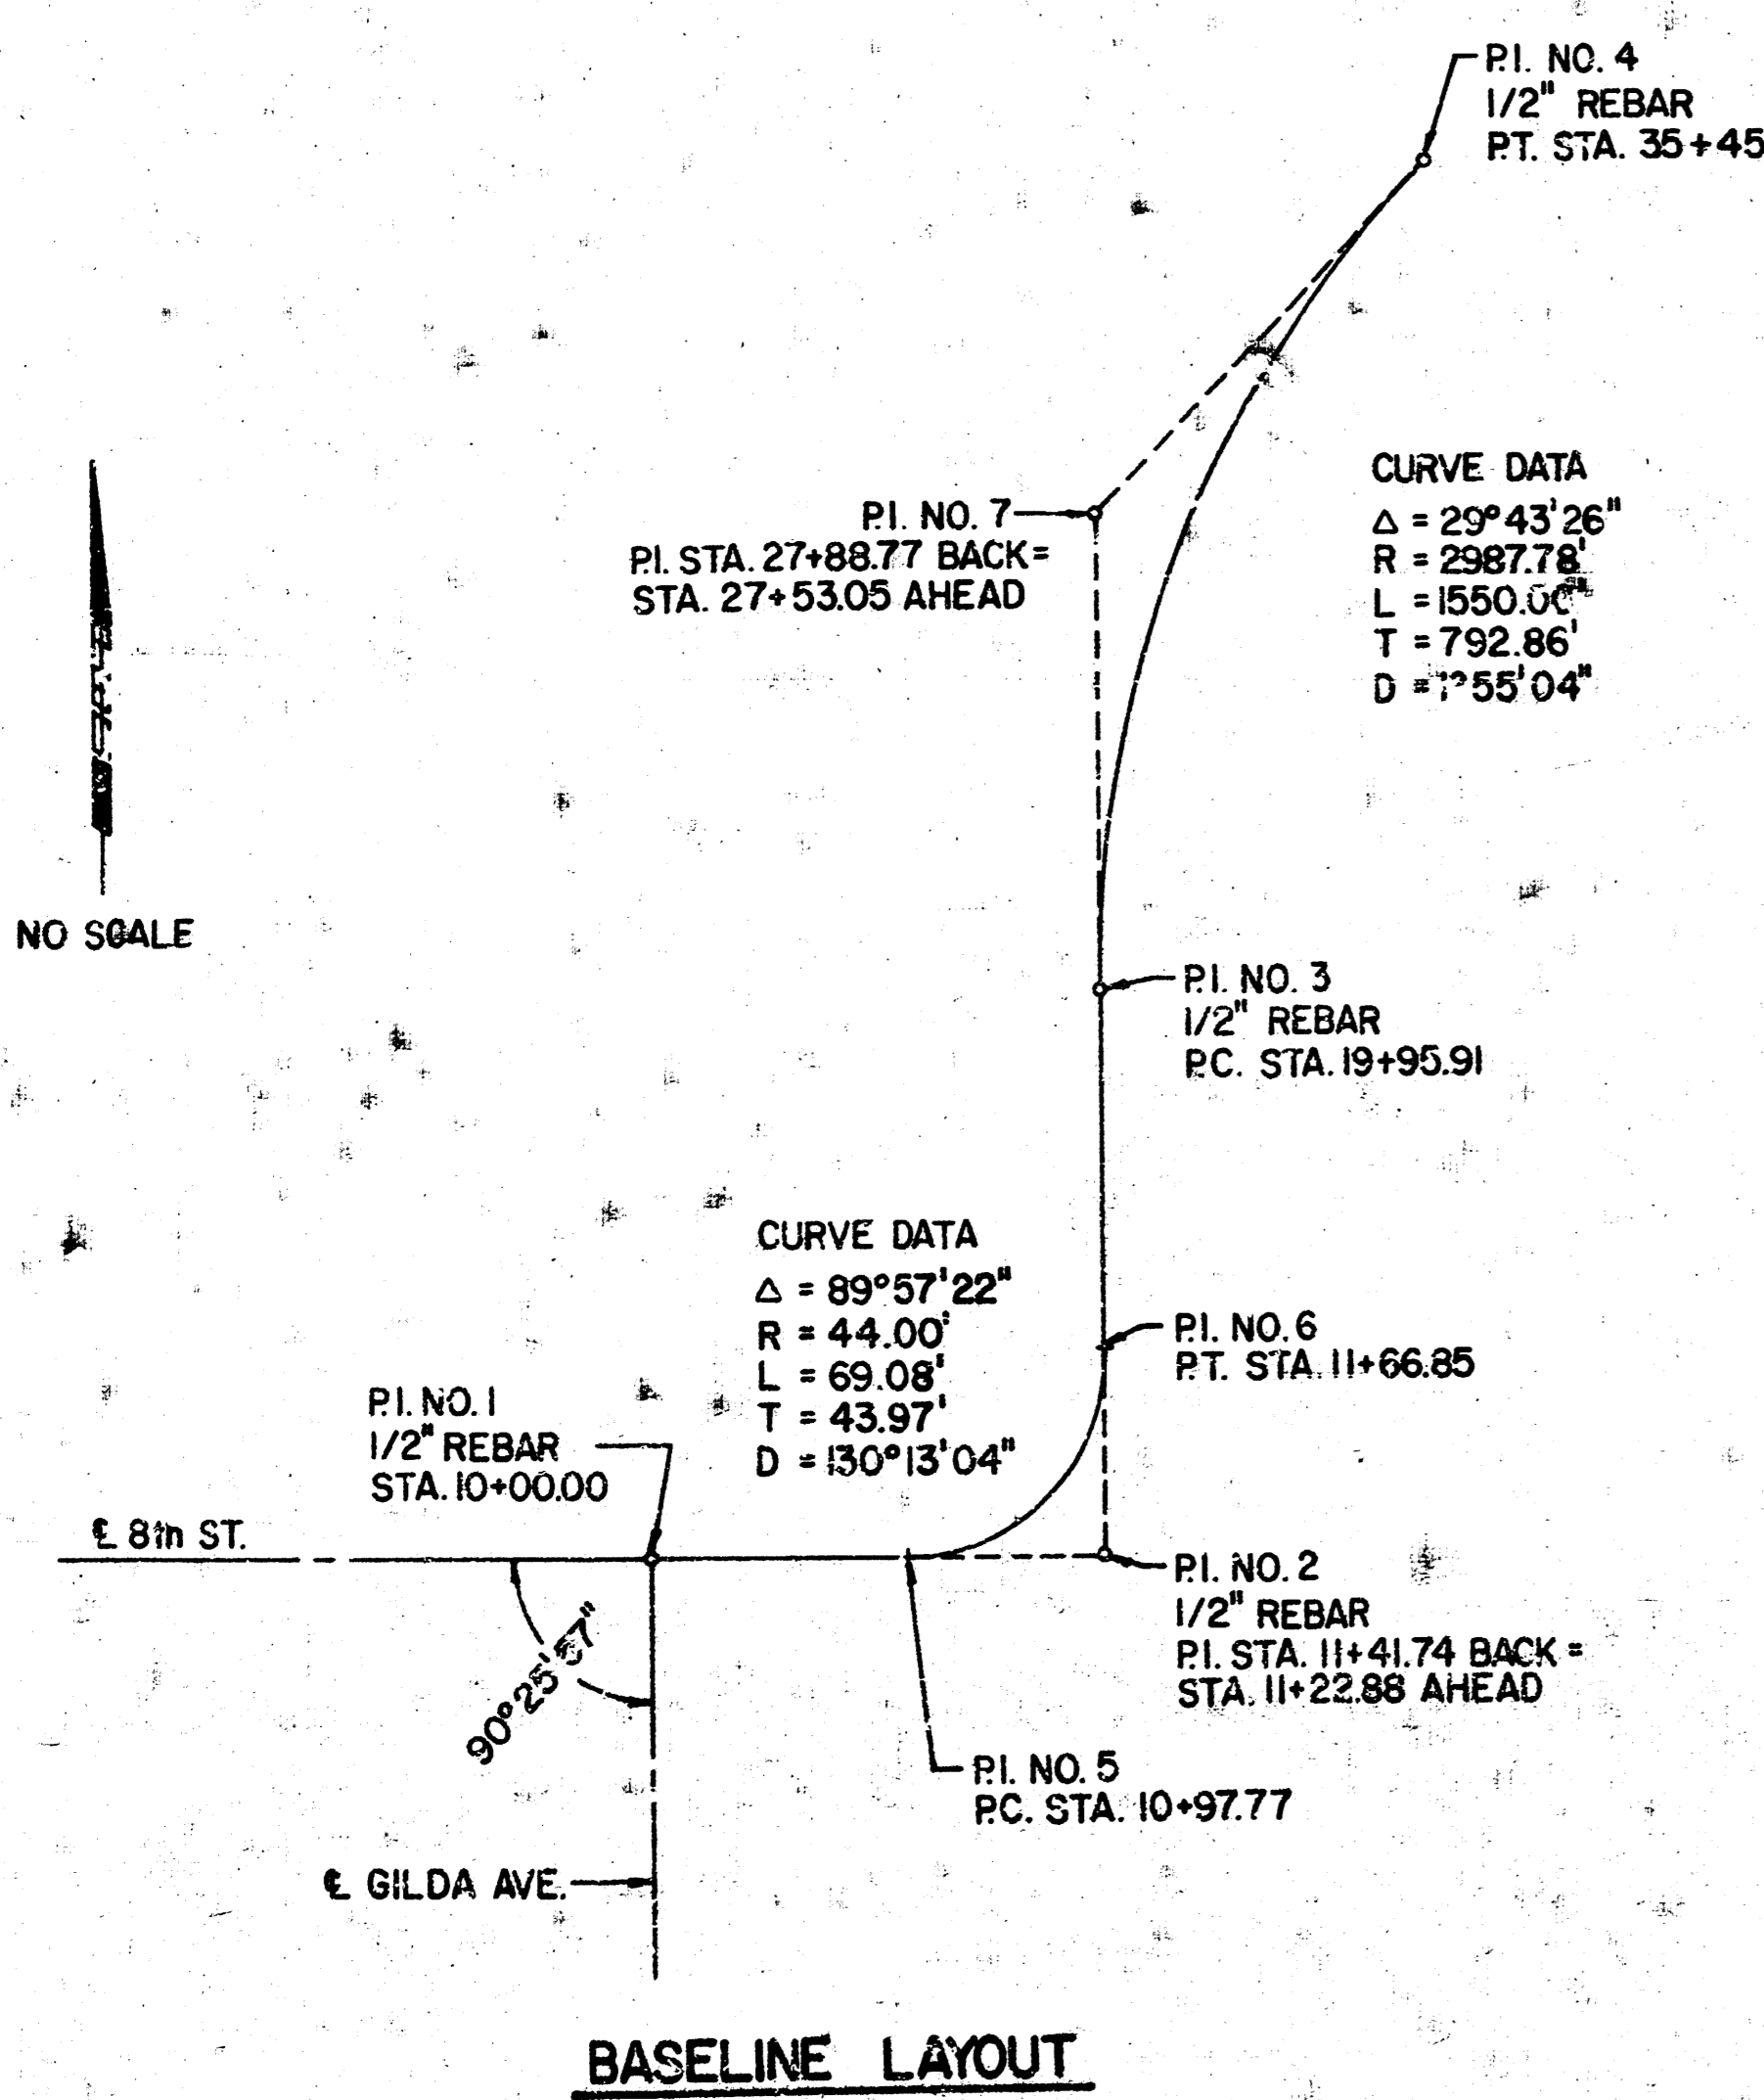 P.I. NO. 4
1/2" REBAR
P.T. STA. 35+45
P.I. NO. 7
P.I. STA. 27+88.77 BACK=
STA. 27+53.05 AHEAD
CURVE DATA
Δ = 29°43'26"
R = 2987.78'
L = 1550.00'
T = 792.86'
D = 1°55'04"
NO SCALE
P.I. NO. 3
1/2" REBAR
P.C. STA. 19+95.91
CURVE DATA
Δ = 89°57'22"
R = 44.00'
L = 69.08'
T = 43.97'
D = 130°13'04"
P.I. NO. 6
P.T. STA. 11+66.85
P.I. NO. 1
1/2" REBAR
STA. 10+00.00
℄ 8th ST.
90°25'57"
P.I. NO. 2
1/2" REBAR
P.I. STA. 11+41.74 BACK =
STA. 11+22.88 AHEAD
P.I. NO. 5
P.C. STA. 10+97.77
℄ GILDA AVE.
BASELINE LAYOUT